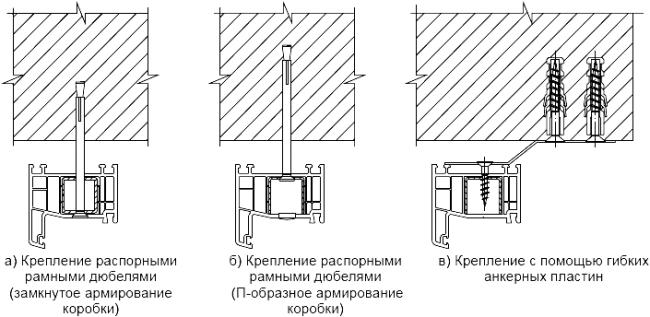 а) Крепление распорными
рамными дюбелями
(замкнутое армирование
коробки)
б) Крепление распорными
рамными дюбелями
(П-образное армирование
коробки)
в) Крепление с помощью гибких
анкерных пластин